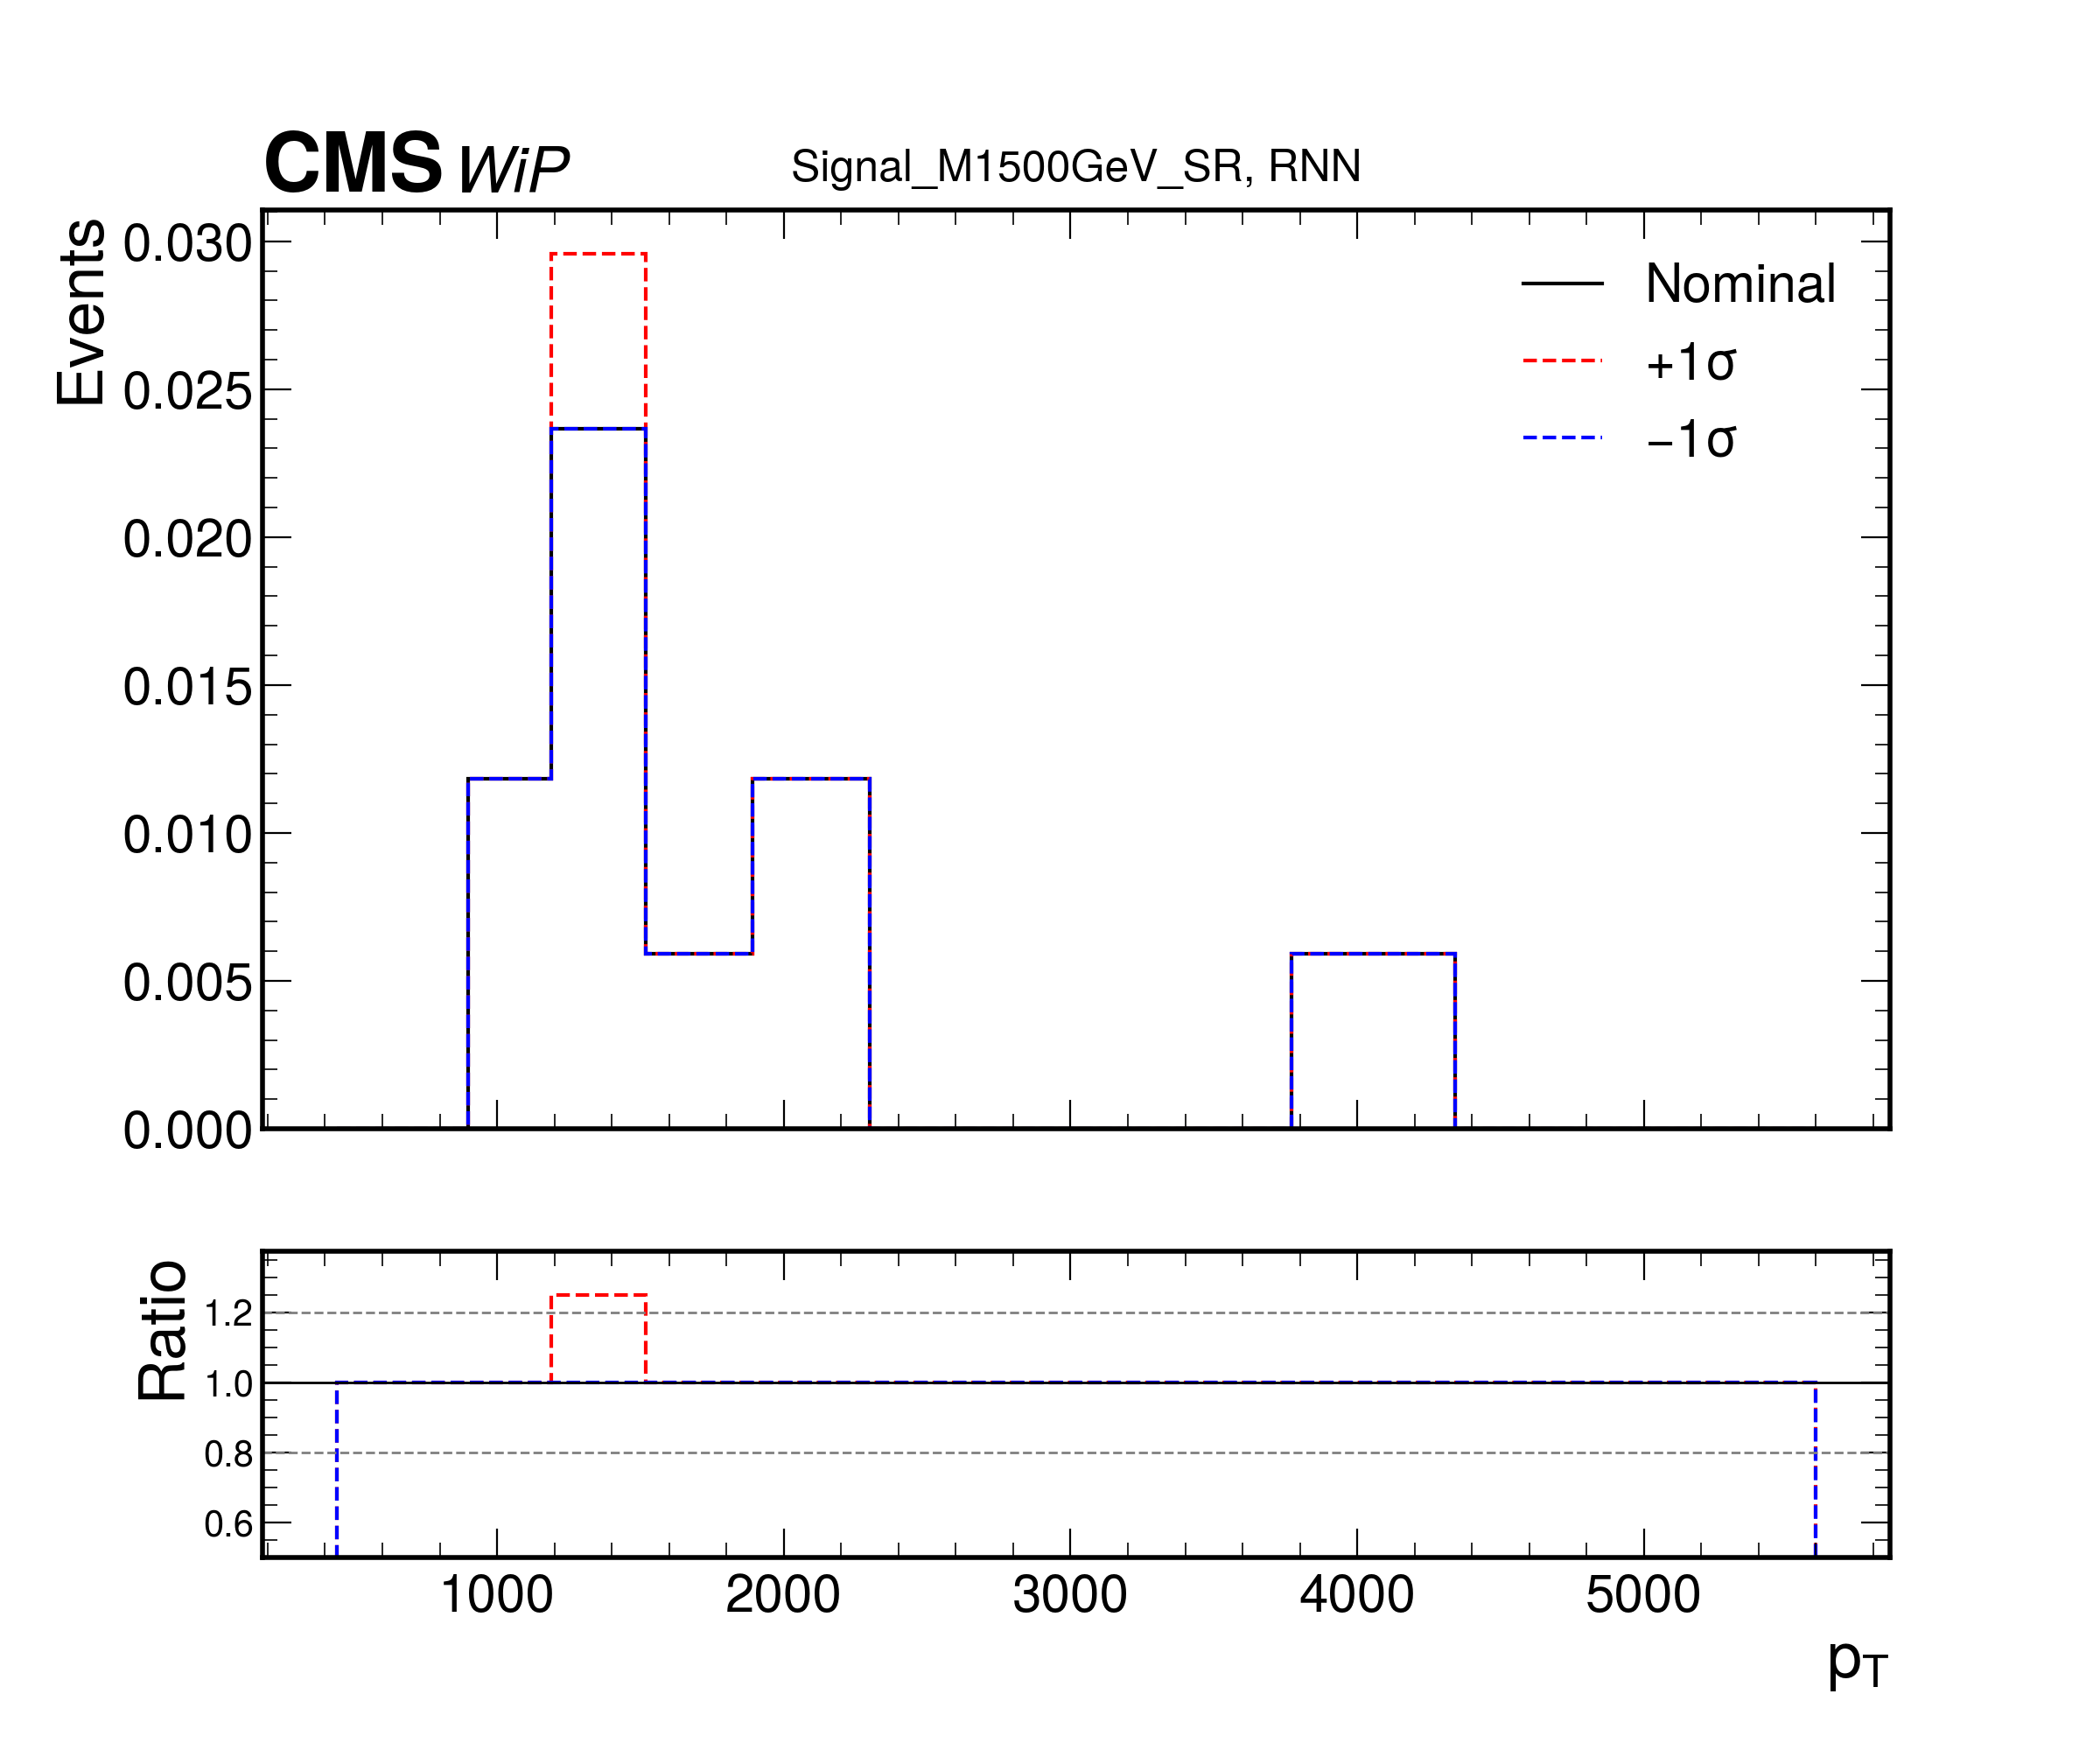 CMS WiP Signal_M1500GeV_SR, RNN
Events
0.030
0.025
0.020
0.015
0.010
0.005
0.000
Nominal
+1σ
−1σ
Ratio
1.2
1.0
0.8
0.6
1000 2000 3000 4000 5000
pT